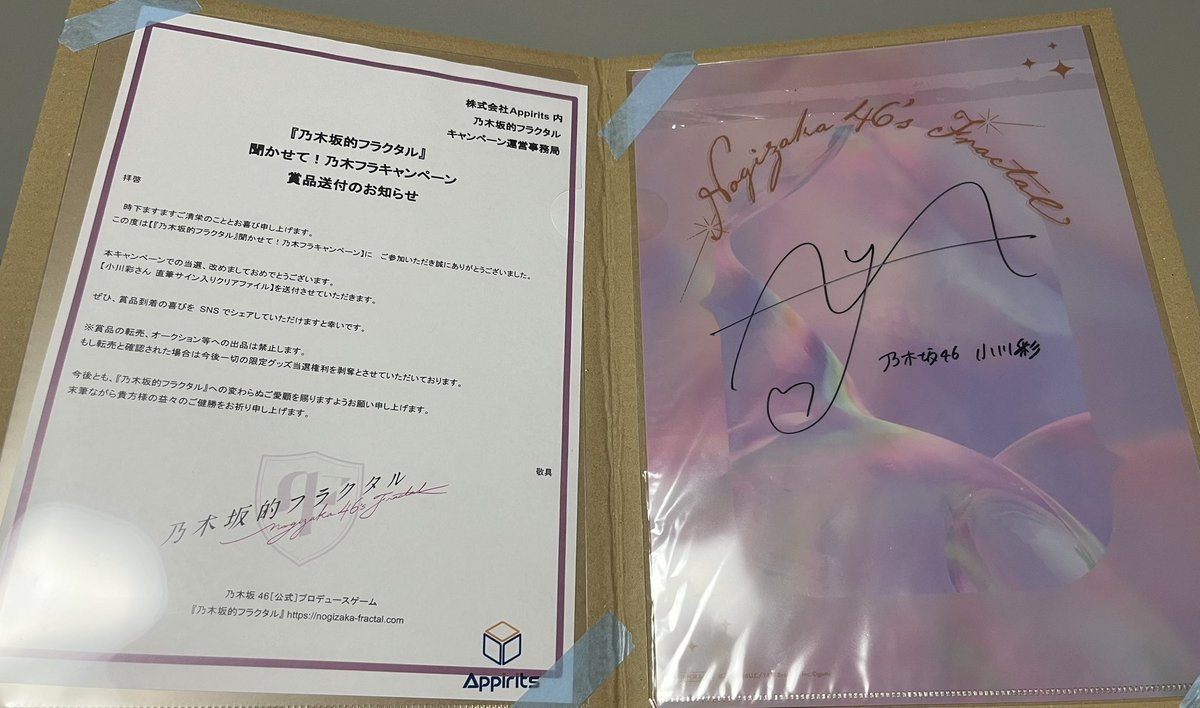 株式会社Appirits 内
乃木坂的フラクタル
キャンペーン運営事務局
『乃木坂的フラクタル』
聞かせて！乃木フラキャンペーン
賞品送付のお知らせ
拝啓
時下ますますご清栄のこととお喜び申し上げます。
この度は【『乃木坂的フラクタル』聞かせて！乃木フラキャンペーン】に ご参加いただき誠にありがとうございました。
本キャンペーンでの当選、改めましておめでとうございます。
【小川彩さん 直筆サイン入りクリアファイル】を送付させていただきます。
ぜひ、賞品到着の喜びを SNS でシェアしていただけますと幸いです。
※賞品の転売、オークション等への出品は禁止します。
もし転売と確認された場合は今後一切の限定グッズ当選権利を剥奪とさせていただいております。
今後とも、『乃木坂的フラクタル』への変わらぬご愛顧を賜りますようお願い申し上げます。
末筆ながら貴方様の益々のご健勝をお祈り申し上げます。
敬具
乃木坂的フラクタル
Nogizaka 46's Fractal
乃木坂 46［公式］プロデュースゲーム
『乃木坂的フラクタル』https://nogizaka-fractal.com
Appirits
Nogizaka 46's Fractal
AYA
乃木坂46 小川彩